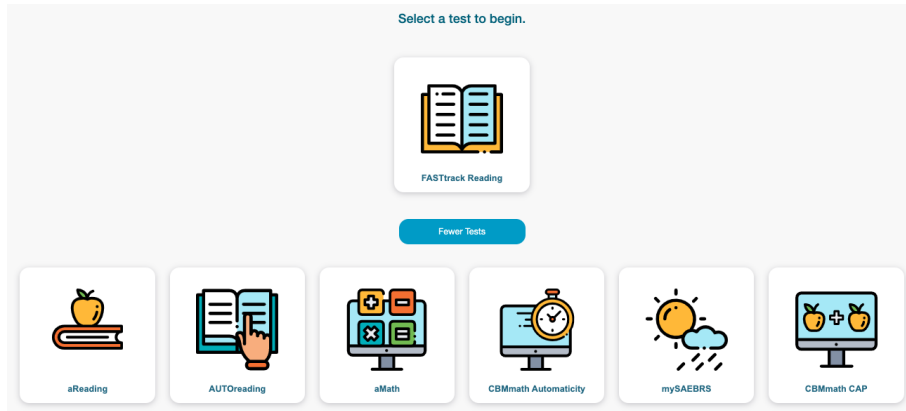 Select a test to begin.
FASTtrack Reading
Fewer Tests
aReading
AUTOreading
aMath
CBMmath Automaticity
mySAEBRS
CBMmath CAP